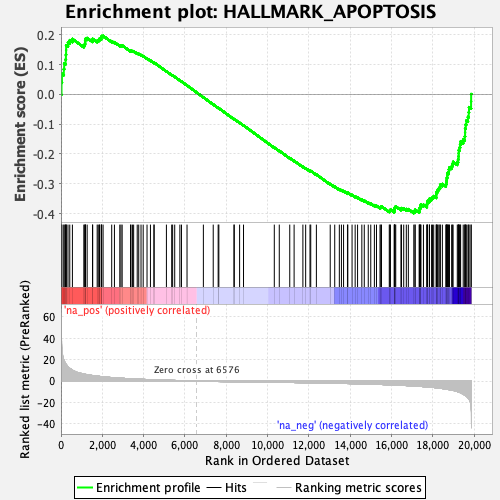 Enrichment plot: HALLMARK_APOPTOSIS
Enrichment score (ES)
0.2
0.1
0.0
-0.1
-0.2
-0.3
-0.4
'na_pos' (positively correlated)
Ranked list metric (PreRanked)
60
40
20
0
-20
-40
Zero cross at 6576
'na_neg' (negatively correlated)
0
2,000
4,000
6,000
8,000
10,000
12,000
14,000
16,000
18,000
20,000
Rank in Ordered Dataset
Enrichment profile
Hits
Ranking metric scores